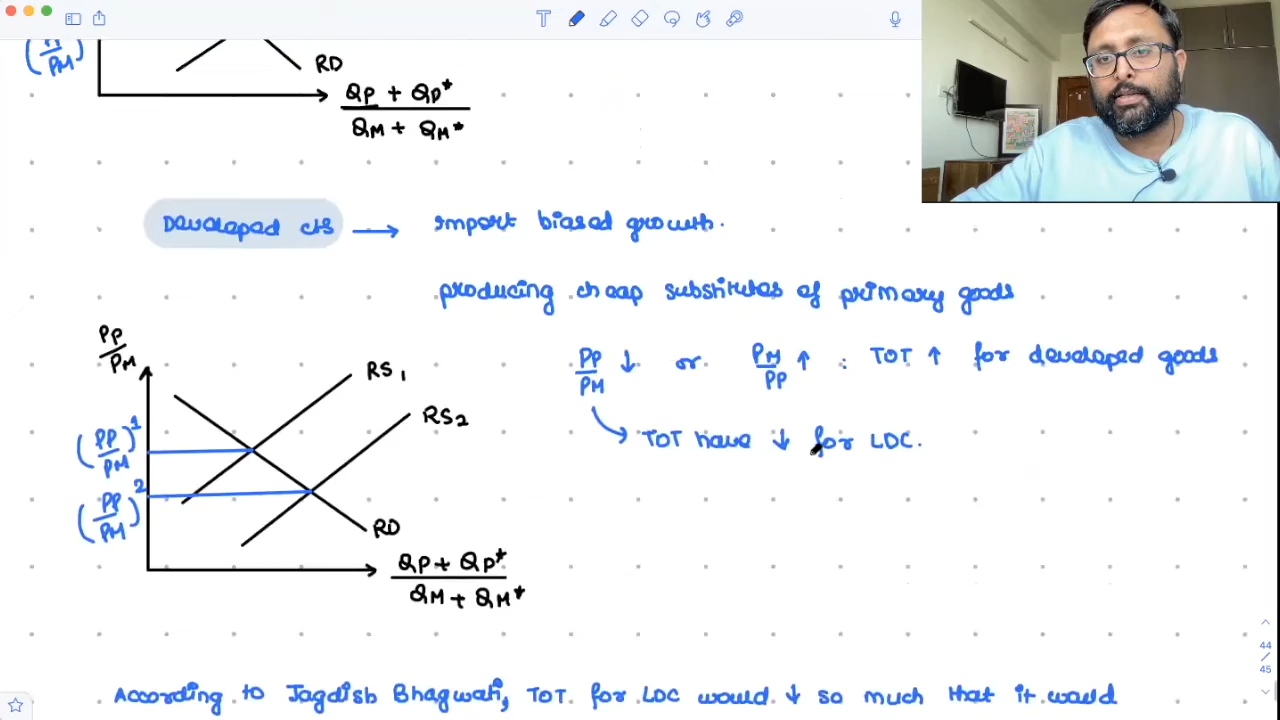 (P/PM)
RD
QP + QP*
QM + QM*
Developed cts → import biased growth.
producing cheap substitutes of primary goods
PP/PM
PP/PM ↓ or PM/PP ↑ : TOT ↑ for developed goods
RS1
RS2
(PP/PM)1
TOT have ↓ for LDC.
(PP/PM)2
RD
QP + QP*
QM + QM*
44
/
45
According to Jagdish Bhagwati, TOT for LDC would ↓ so much that it would